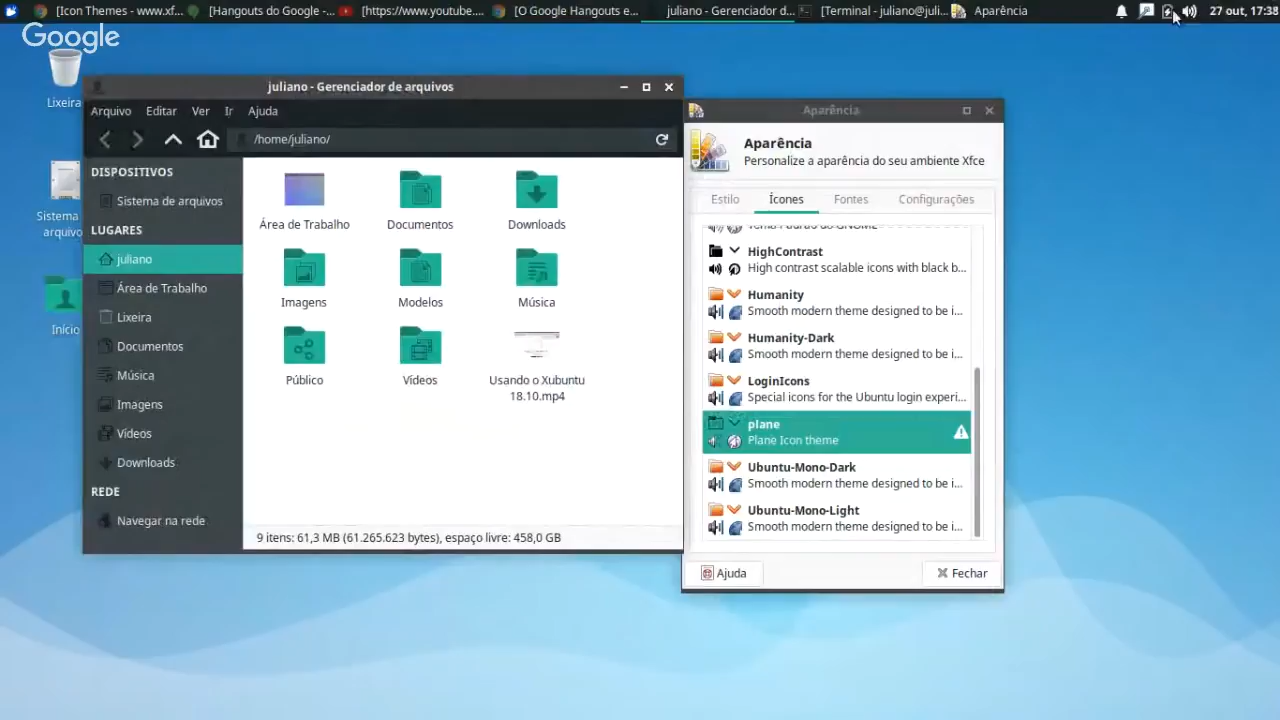 [Icon Themes - www.xf...
[Hangouts do Google -...
[https://www.youtube....
[O Google Hangouts e...
juliano - Gerenciador d...
[Terminal - juliano@juli...
Aparência
27 out, 17:38
Google
Lixeira
Sistema
arquivo
Início
juliano - Gerenciador de arquivos
Arquivo Editar Ver Ir Ajuda
/home/juliano/
DISPOSITIVOS
Sistema de arquivos
LUGARES
juliano
Área de Trabalho
Lixeira
Documentos
Música
Imagens
Vídeos
Downloads
REDE
Navegar na rede
Área de Trabalho
Documentos
Downloads
Imagens
Modelos
Música
Público
Vídeos
Usando o Xubuntu
18.10.mp4
9 itens: 61,3 MB (61.265.623 bytes), espaço livre: 458,0 GB
Aparência
Aparência
Personalize a aparência do seu ambiente Xfce
Estilo Ícones Fontes Configurações
Tema Padrão do GNOME
HighContrast
High contrast scalable icons with black b...
Humanity
Smooth modern theme designed to be i...
Humanity-Dark
Smooth modern theme designed to be i...
LoginIcons
Special icons for the Ubuntu login experi...
plane
Plane Icon theme
Ubuntu-Mono-Dark
Smooth modern theme designed to be i...
Ubuntu-Mono-Light
Smooth modern theme designed to be i...
Ajuda
Fechar